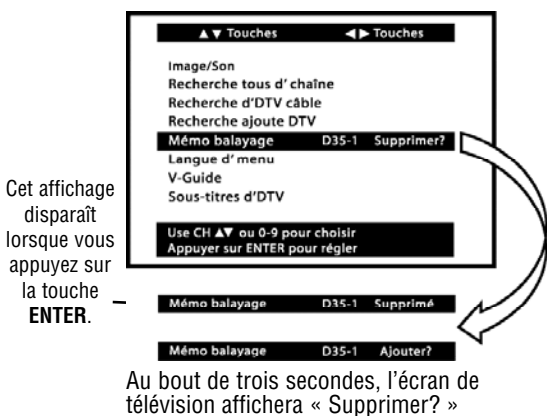 ▲▼ Touches ◄► Touches
Image/Son
Recherche tous d' chaîne
Recherche d'DTV câble
Recherche ajoute DTV
Mémo balayage D35-1 Supprimer?
Langue d' menu
V-Guide
Sous-titres d'DTV
Use CH ▲▼ ou 0-9 pour choisir
Appuyer sur ENTER pour régler
Cet affichage
disparaît
lorsque vous
appuyez sur
la touche
ENTER.
Mémo balayage D35-1 Supprimé
Mémo balayage D35-1 Ajouter?
Au bout de trois secondes, l'écran de
télévision affichera « Supprimer? »